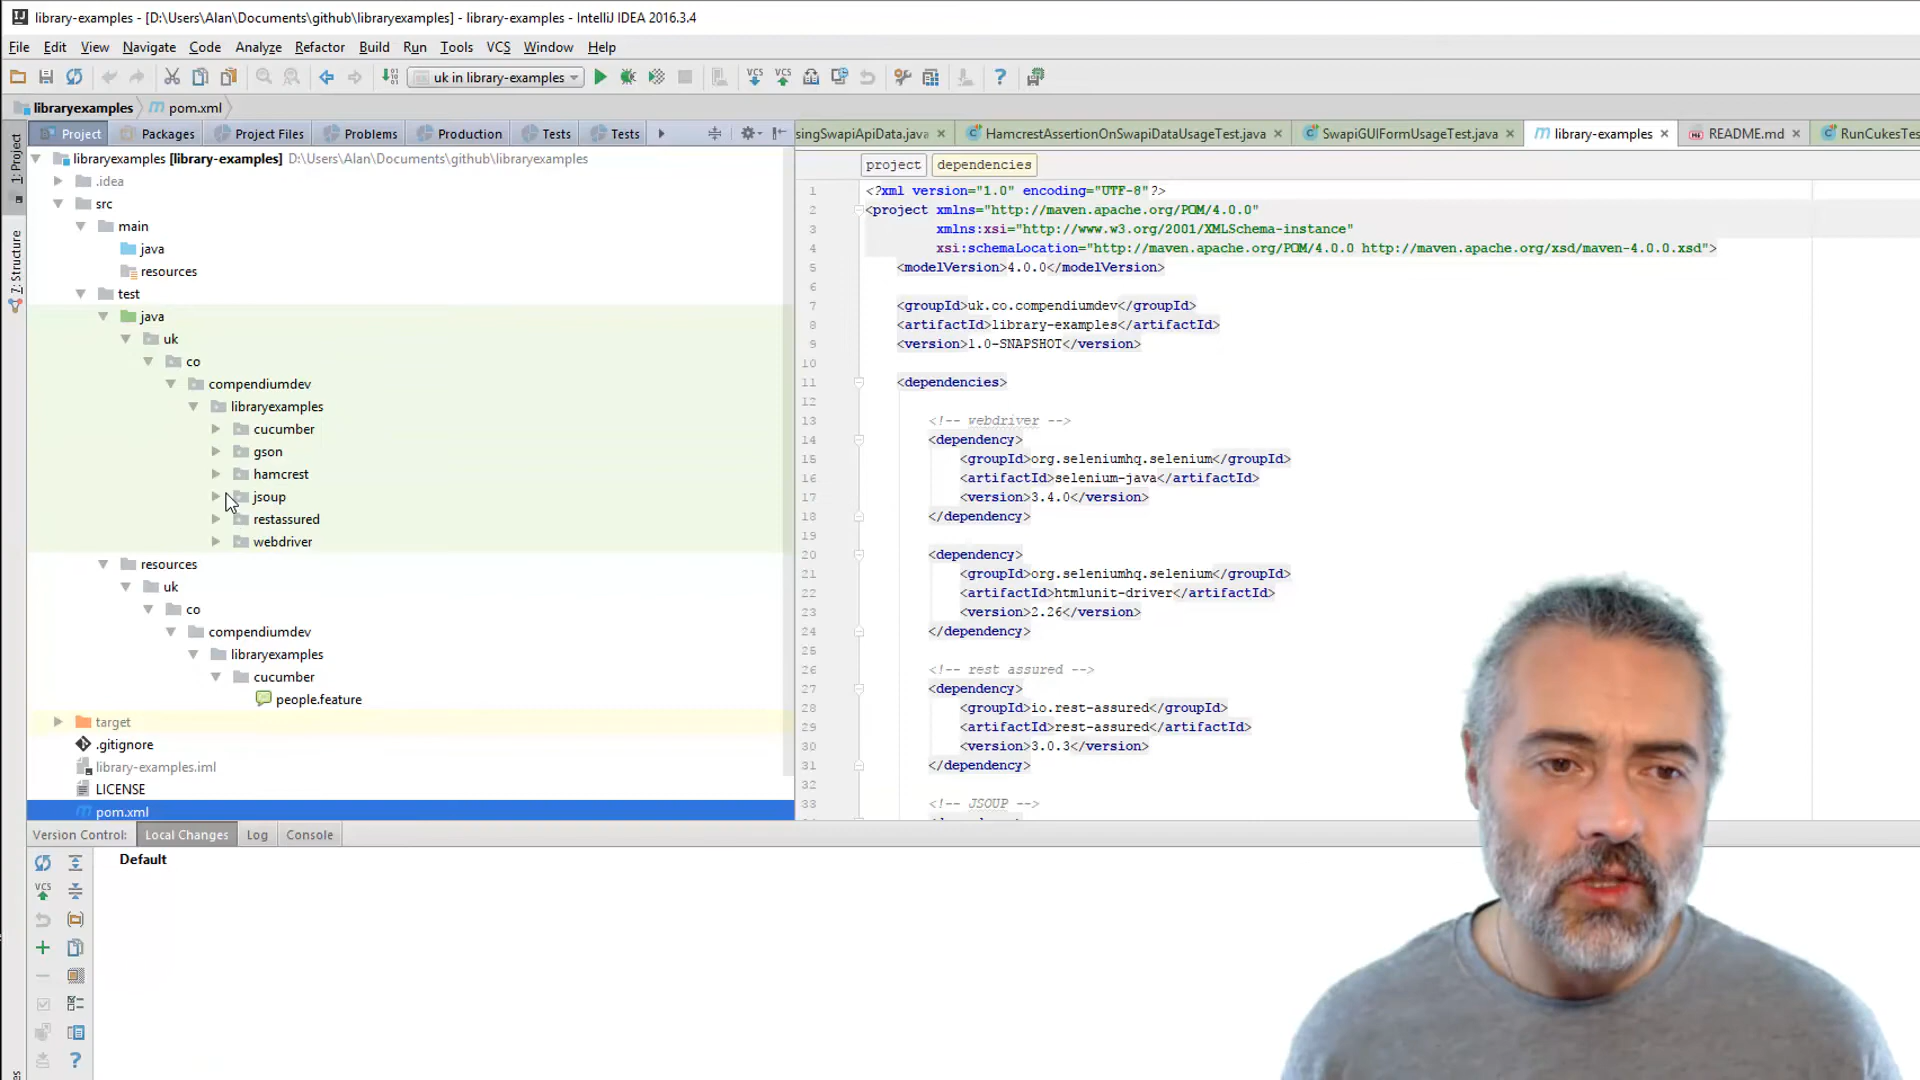 library-examples - [D:\Users\Alan\Documents\github\libraryexamples] - library-examples - IntelliJ IDEA 2016.3.4
File Edit View Navigate Code Analyze Refactor Build Run Tools VCS Window Help
uk in library-examples
libraryexamples pom.xml
1: Project
7: Structure
Project Packages Project Files Problems Production Tests Tests
singSwapiApiData.java HamcrestAssertionOnSwapiDataUsageTest.java SwapiGUIFormUsageTest.java library-examples README.md RunCukesTes
libraryexamples [library-examples] D:\Users\Alan\Documents\github\libraryexamples
.idea
src
main
java
resources
test
java
uk
co
compendiumdev
libraryexamples
cucumber
gson
hamcrest
jsoup
restassured
webdriver
resources
uk
co
compendiumdev
libraryexamples
cucumber
people.feature
target
.gitignore
library-examples.iml
LICENSE
pom.xml
project dependencies
1 <?xml version="1.0" encoding="UTF-8"?>
2 <project xmlns="http://maven.apache.org/POM/4.0.0"
3 xmlns:xsi="http://www.w3.org/2001/XMLSchema-instance"
4 xsi:schemaLocation="http://maven.apache.org/POM/4.0.0 http://maven.apache.org/xsd/maven-4.0.0.xsd">
5 <modelVersion>4.0.0</modelVersion>
6
7 <groupId>uk.co.compendiumdev</groupId>
8 <artifactId>library-examples</artifactId>
9 <version>1.0-SNAPSHOT</version>
10
11 <dependencies>
12
13 <!-- webdriver -->
14 <dependency>
15 <groupId>org.seleniumhq.selenium</groupId>
16 <artifactId>selenium-java</artifactId>
17 <version>3.4.0</version>
18 </dependency>
19
20 <dependency>
21 <groupId>org.seleniumhq.selenium</groupId>
22 <artifactId>htmlunit-driver</artifactId>
23 <version>2.26</version>
24 </dependency>
25
26 <!-- rest assured -->
27 <dependency>
28 <groupId>io.rest-assured</groupId>
29 <artifactId>rest-assured</artifactId>
30 <version>3.0.3</version>
31 </dependency>
32
33 <!-- JSOUP -->
Version Control: Local Changes Log Console
Default